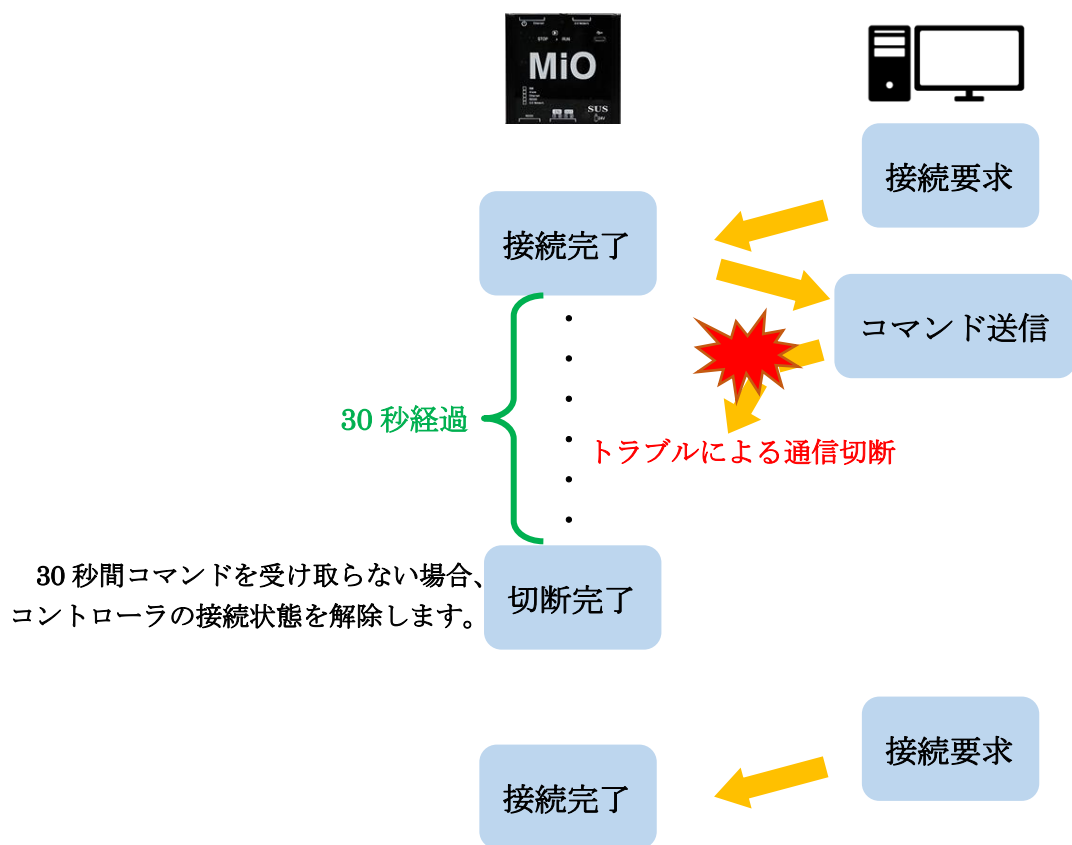 STOP RUN
MiO
SUS
24V
接続要求
接続完了
コマンド送信
30 秒経過
トラブルによる通信切断
30 秒間コマンドを受け取らない場合、
コントローラの接続状態を解除します。
切断完了
接続要求
接続完了